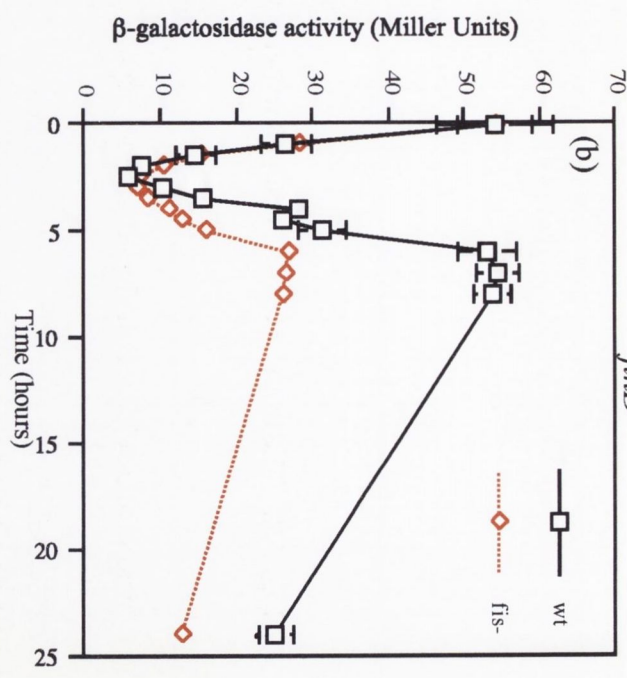 β-galactosidase activity (Miller Units)
0 10 20 30 40 50 60 70
(b)
0
5
10
15
20
25
Time (hours)
wt
fis-